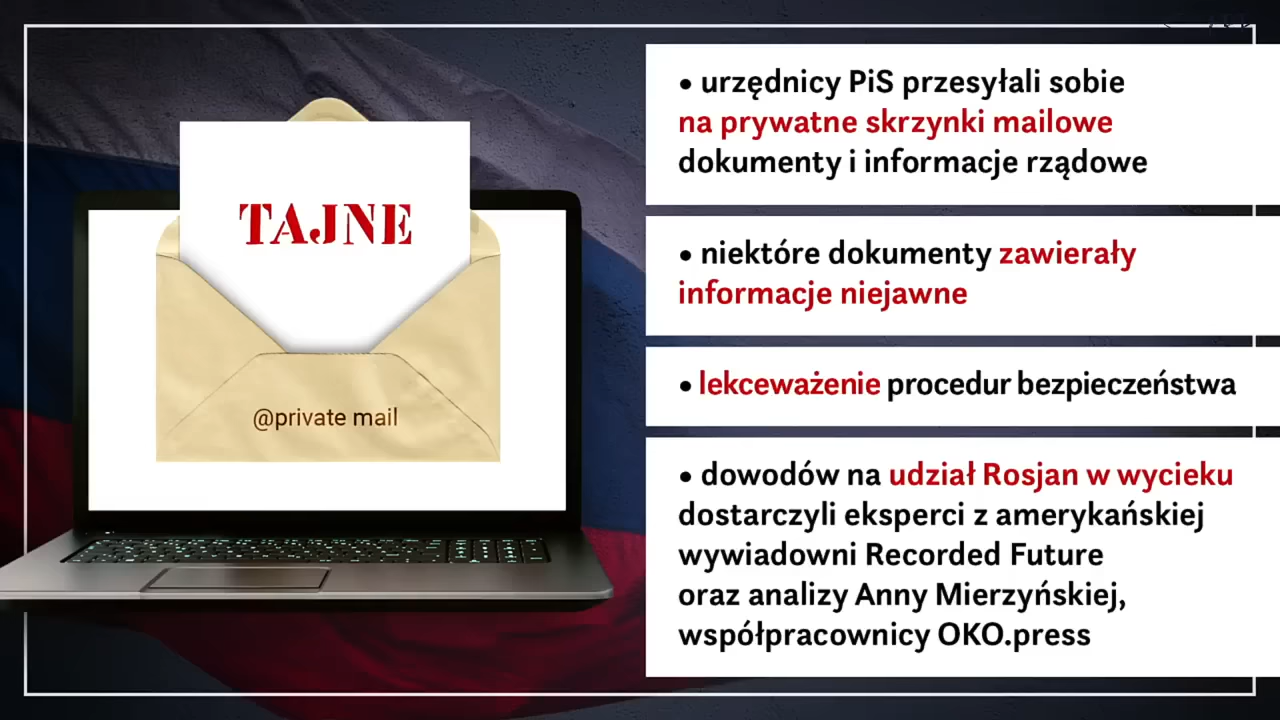 TAJNE
@private mail
• urzędnicy PiS przesyłali sobie
na prywatne skrzynki mailowe
dokumenty i informacje rządowe
• niektóre dokumenty zawierały
informacje niejawne
• lekceważenie procedur bezpieczeństwa
• dowodów na udział Rosjan w wycieku
dostarczyli eksperci z amerykańskiej
wywiadowni Recorded Future
oraz analizy Anny Mierzyńskiej,
współpracownicy OKO.press